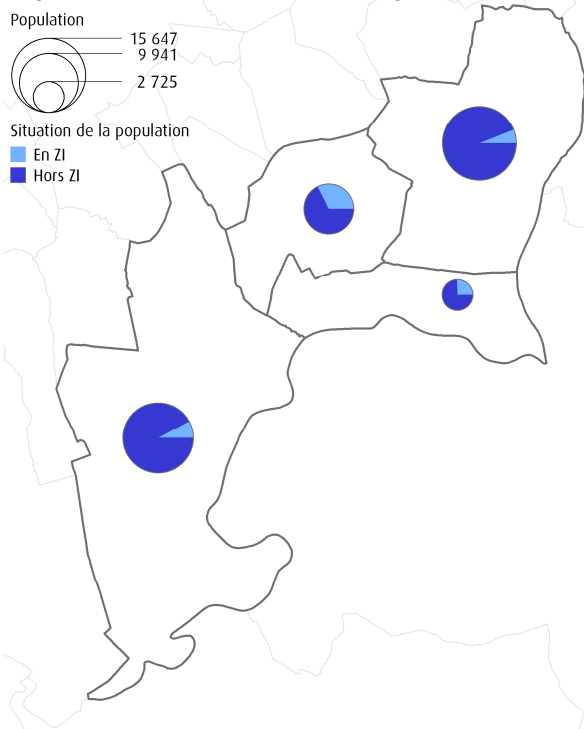 Population
15 647
9 941
2 725
Situation de la population
En ZI
Hors ZI